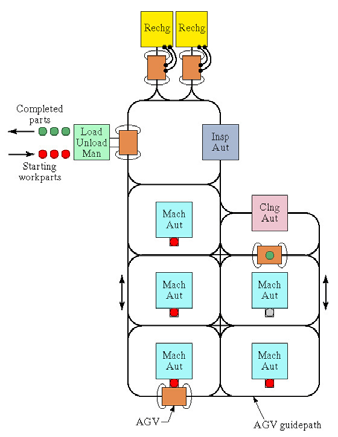 Rechg Rechg
Completed
parts
Load
Unload
Man
Starting
workparts
Insp
Aut
Mach
Aut
Clng
Aut
Mach
Aut
Mach
Aut
Mach
Aut
Mach
Aut
AGV
AGV guidepath